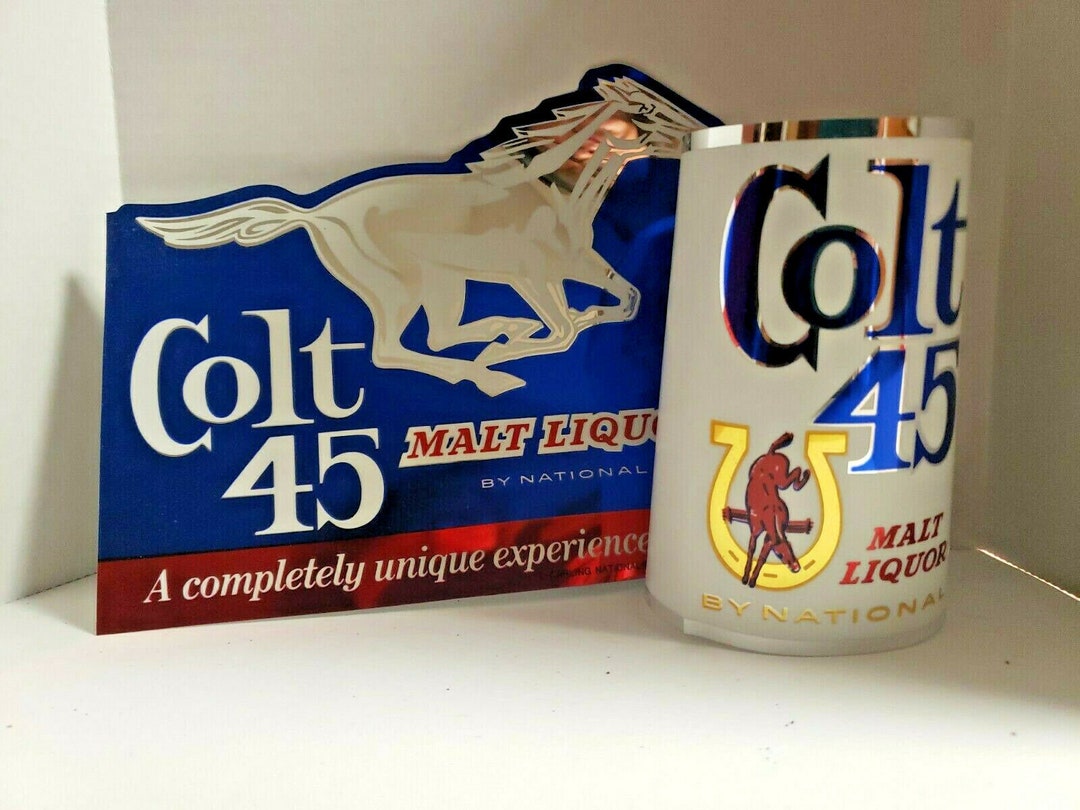 Colt
45
MALT LIQUO
BY NATIONAL
A completely unique experience
Colt
45
MALT
LIQUOR
BY NATIONAL